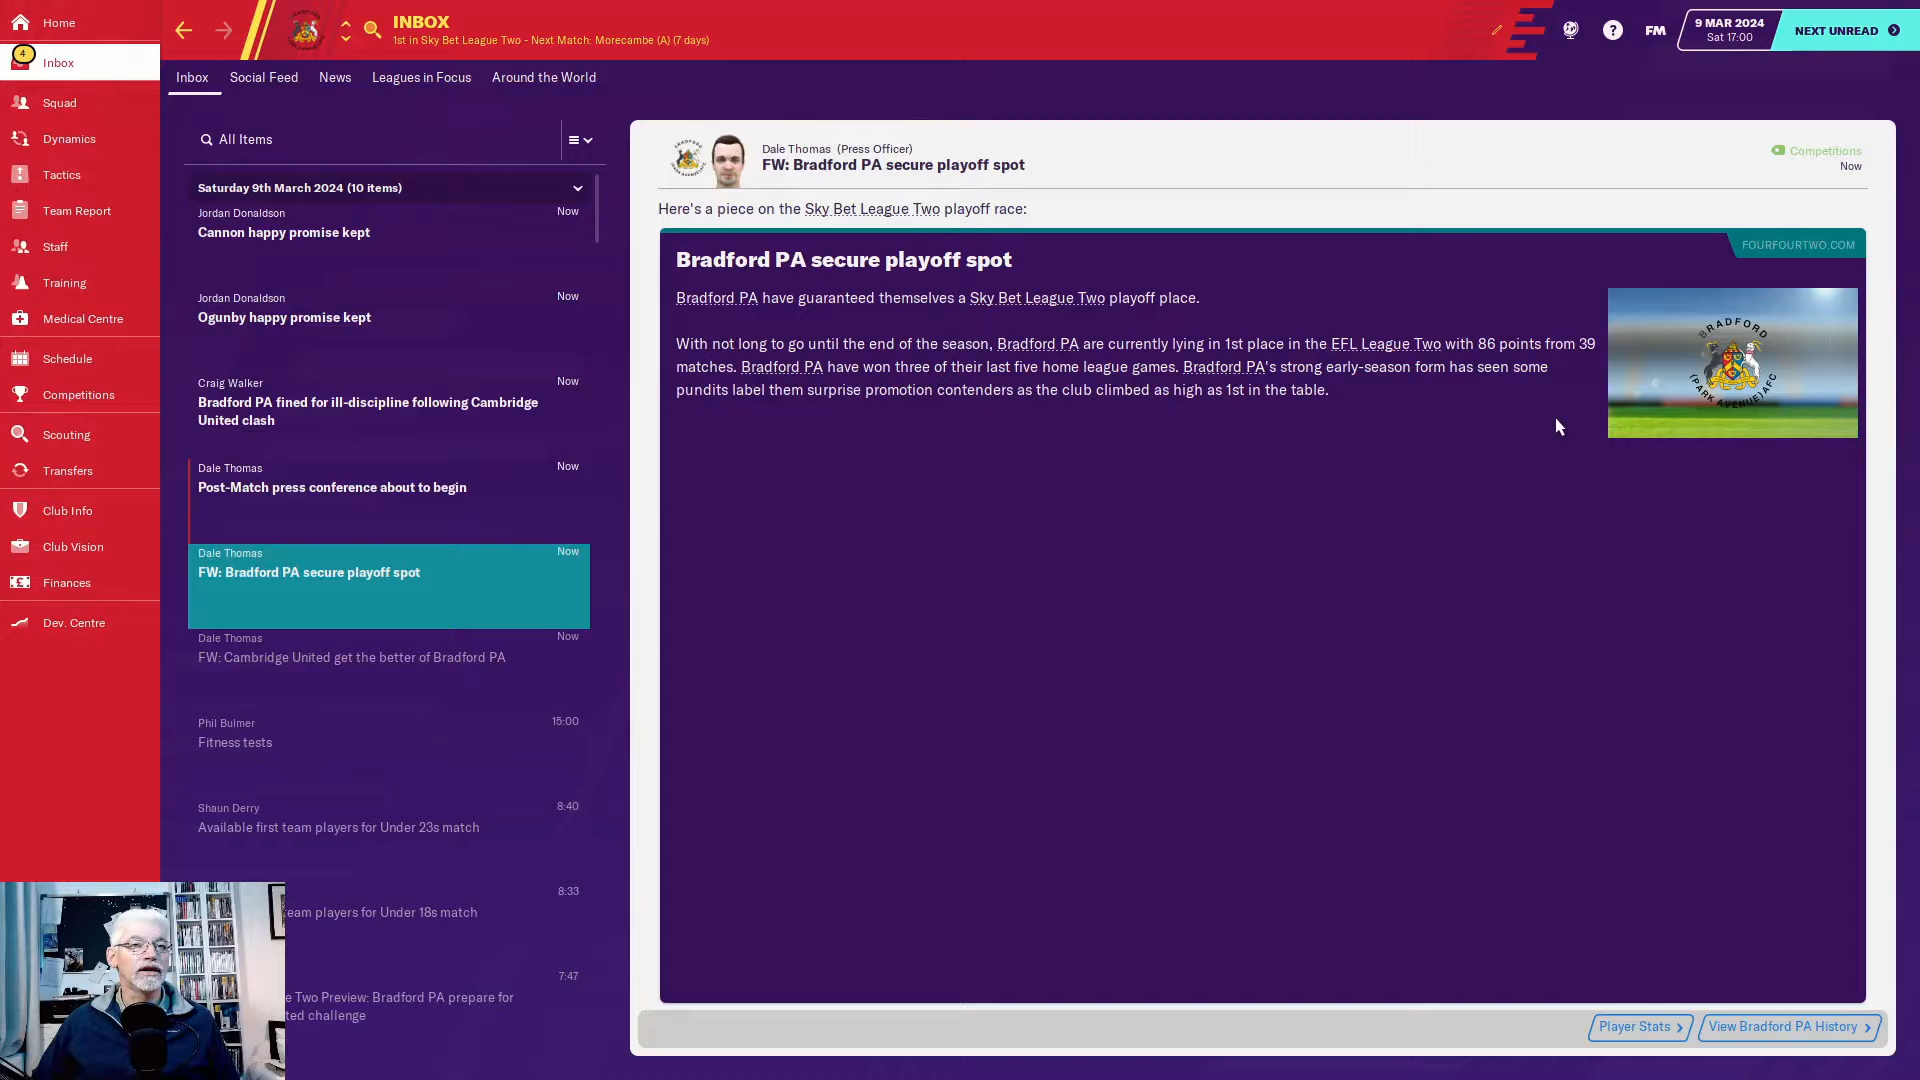 Home
INBOX
1st in Sky Bet League Two - Next Match: Morecambe (A) (7 days)
FM
9 MAR 2024
Sat 17:00
NEXT UNREAD
4
Inbox
Squad
Dynamics
Tactics
Team Report
Staff
Training
Medical Centre
Schedule
Competitions
Scouting
Transfers
Club Info
Club Vision
Finances
Dev. Centre
Inbox Social Feed News Leagues in Focus Around the World
All Items
Saturday 9th March 2024 (10 items)
Jordan Donaldson Now
Cannon happy promise kept
Jordan Donaldson Now
Ogunby happy promise kept
Craig Walker Now
Bradford PA fined for ill-discipline following Cambridge
United clash
Dale Thomas Now
Post-Match press conference about to begin
Dale Thomas Now
FW: Bradford PA secure playoff spot
Dale Thomas Now
FW: Cambridge United get the better of Bradford PA
Phil Bulmer 15:00
Fitness tests
Shaun Derry 8:40
Available first team players for Under 23s match
8:33
eam players for Under 18s match
7:47
e Two Preview: Bradford PA prepare for
ted challenge
Dale Thomas (Press Officer)
FW: Bradford PA secure playoff spot
Competitions
Now
Here's a piece on the Sky Bet League Two playoff race:
FOURFOURTWO.COM
Bradford PA secure playoff spot
Bradford PA have guaranteed themselves a Sky Bet League Two playoff place.
With not long to go until the end of the season, Bradford PA are currently lying in 1st place in the EFL League Two with 86 points from 39
matches. Bradford PA have won three of their last five home league games. Bradford PA's strong early-season form has seen some
pundits label them surprise promotion contenders as the club climbed as high as 1st in the table.
BRADFORD
(PARK AVENUE) AFC
Player Stats
View Bradford PA History